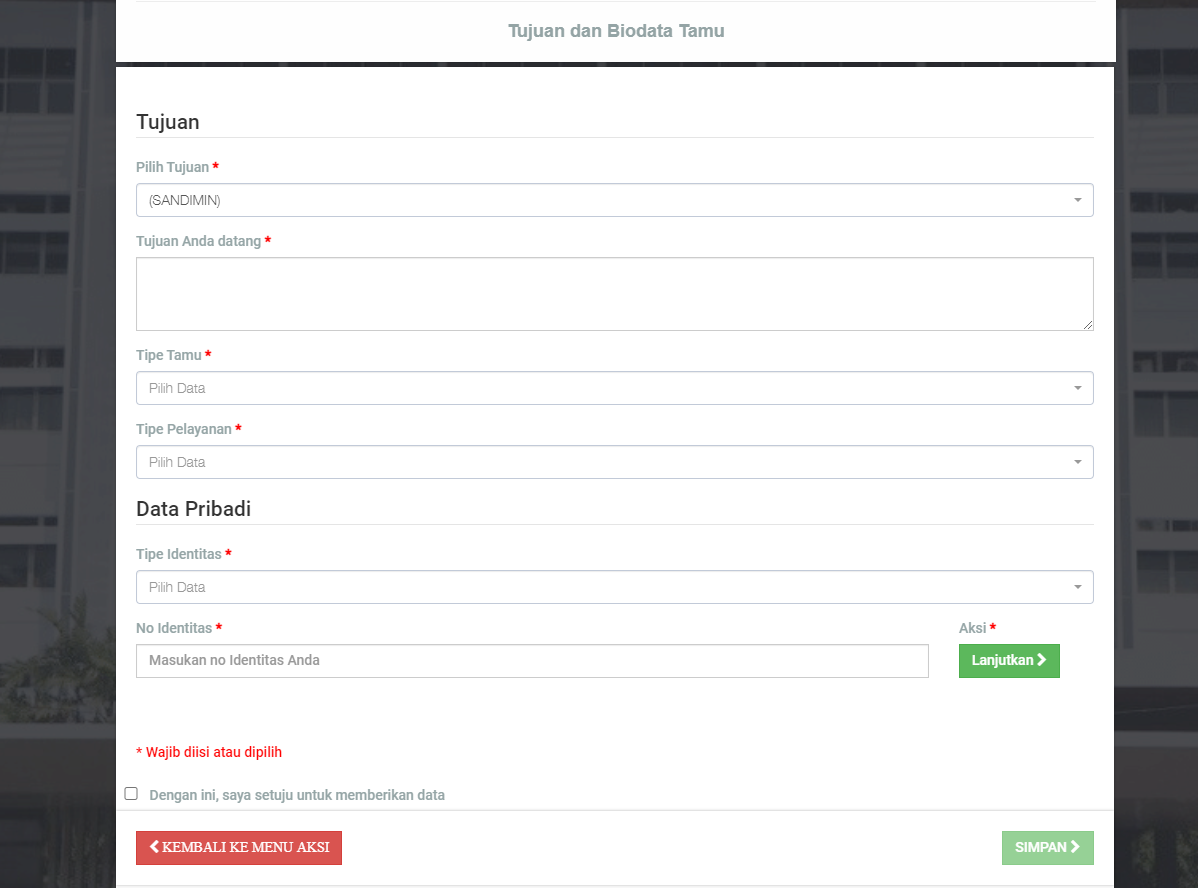 Tujuan dan Biodata Tamu
Tujuan
Pilih Tujuan *
(SANDIMIN)
Tujuan Anda datang *
Tipe Tamu *
Pilih Data
Tipe Pelayanan *
Pilih Data
Data Pribadi
Tipe Identitas *
Pilih Data
No Identitas *
Aksi *
Masukan no Identitas Anda
Lanjutkan
* Wajib diisi atau dipilih
Dengan ini, saya setuju untuk memberikan data
KEMBALI KE MENU AKSI
SIMPAN